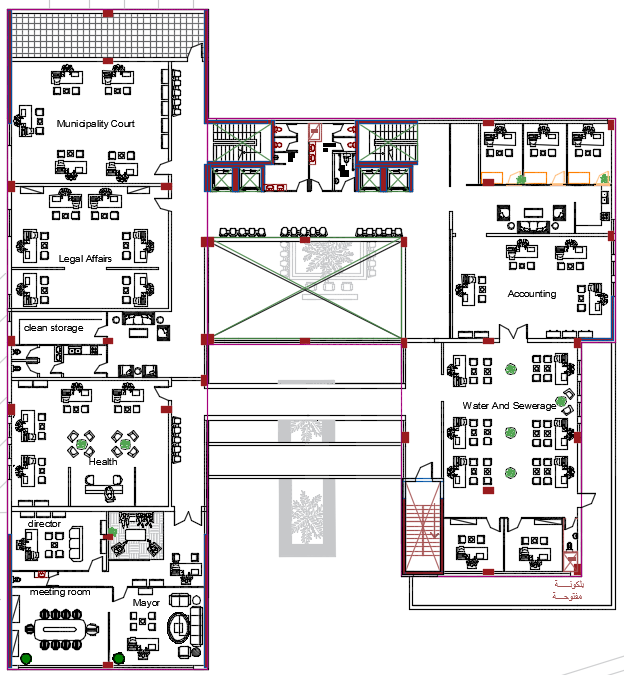 Municipality Court
Legal Affairs
Accounting
clean storage
Water And Sewerage
Health
director
meeting room
Mayor
بلكونة
مفتوحة